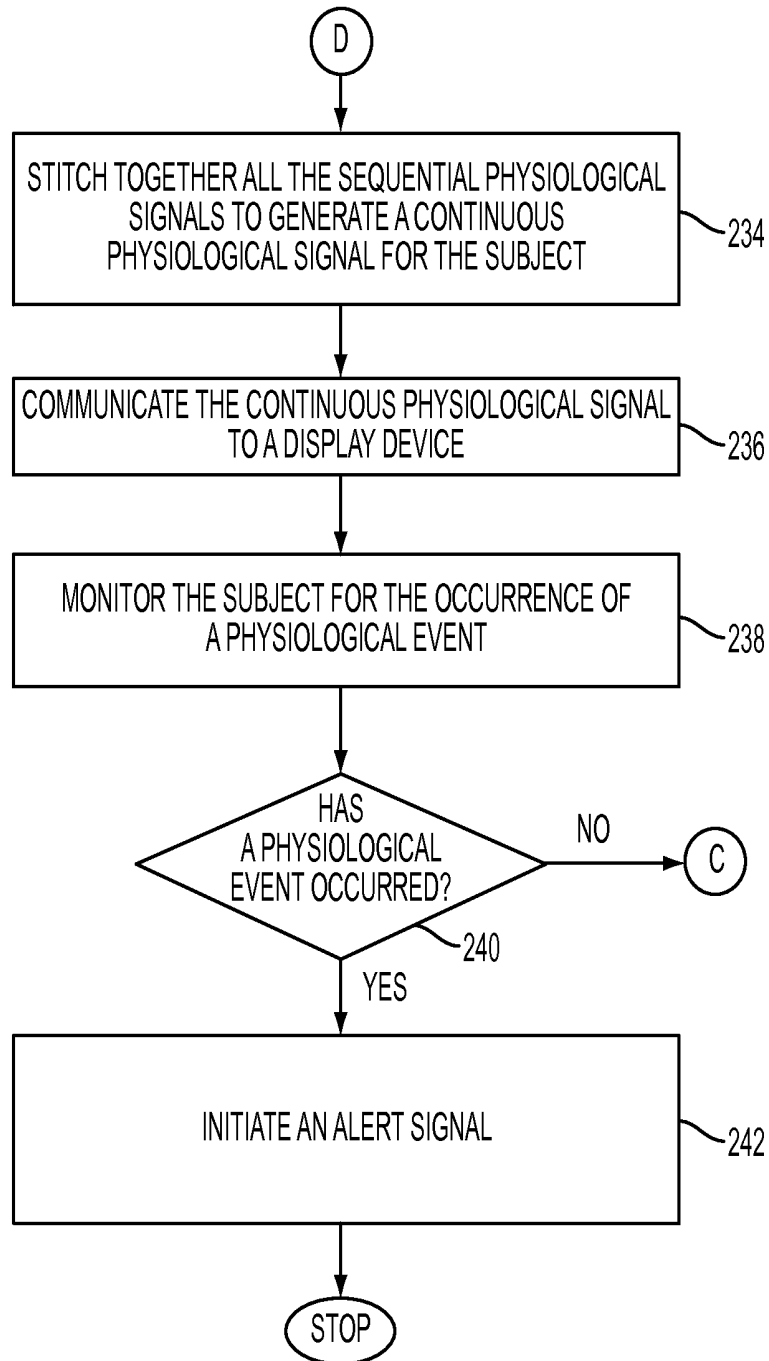 D
STITCH TOGETHER ALL THE SEQUENTIAL PHYSIOLOGICAL
SIGNALS TO GENERATE A CONTINUOUS
PHYSIOLOGICAL SIGNAL FOR THE SUBJECT
234
COMMUNICATE THE CONTINUOUS PHYSIOLOGICAL SIGNAL
TO A DISPLAY DEVICE
236
MONITOR THE SUBJECT FOR THE OCCURRENCE OF
A PHYSIOLOGICAL EVENT
238
HAS
A PHYSIOLOGICAL
EVENT OCCURRED?
NO
C
240
YES
INITIATE AN ALERT SIGNAL
242
STOP